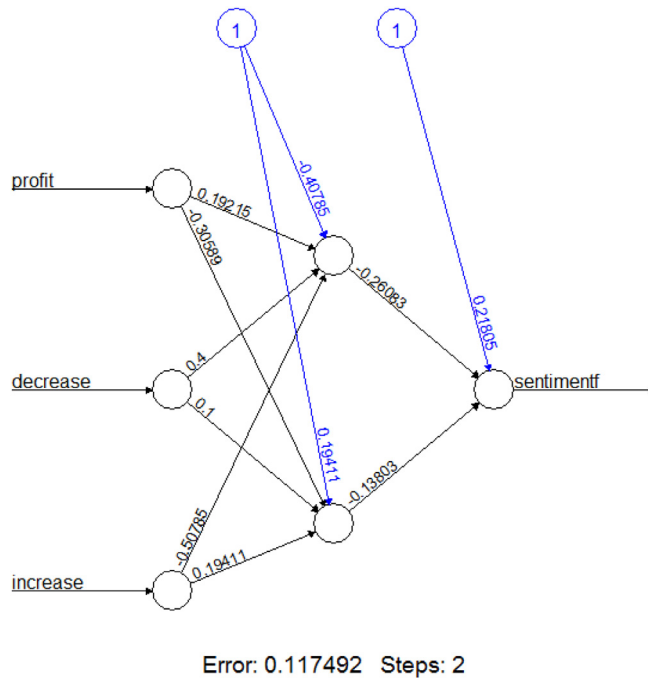 1
1
profit
0.19215
-0.30589
-0.40785
-0.26083
0.21805
0.4
decrease
0.1
sentimentf
0.19411
-0.13803
-0.50785
0.19411
increase
Error: 0.117492 Steps: 2